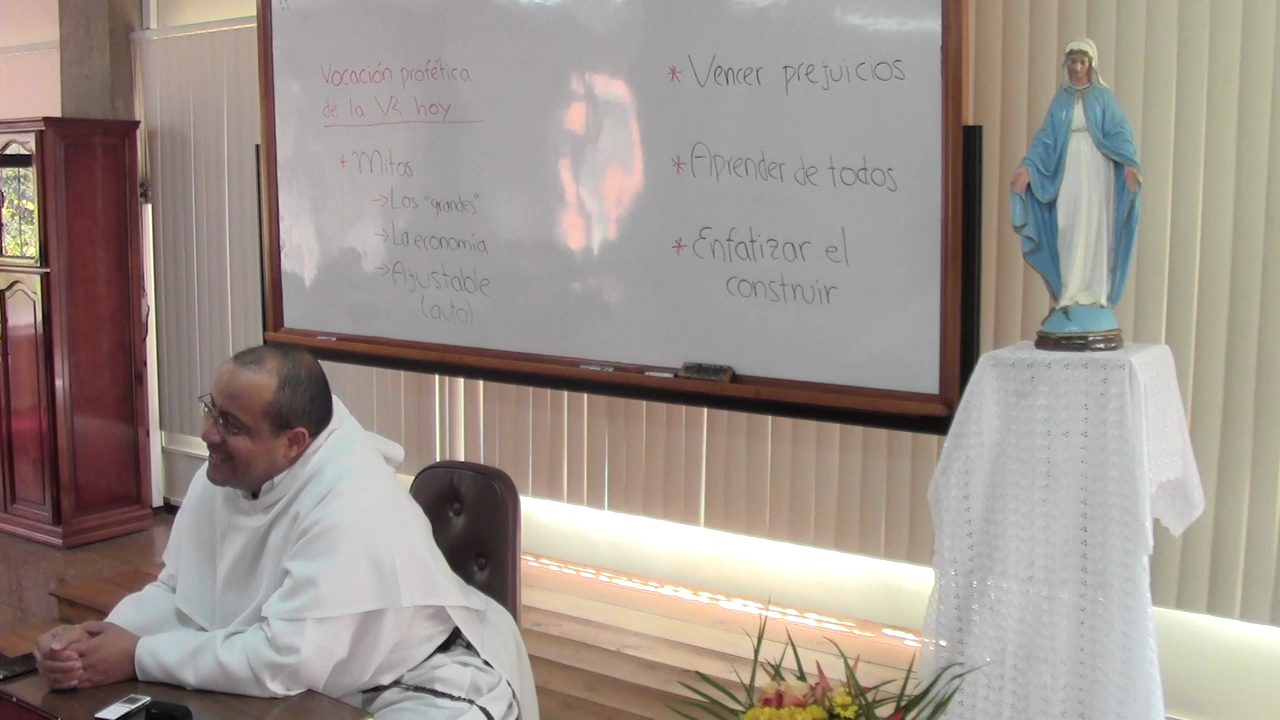 Vocación profética
de la VR hoy
* Mitos
→ Los "grandes"
→ La economía
→ Ajustable
(auto)
* Vencer prejuicios
* Aprender de todos
* Enfatizar el
construir